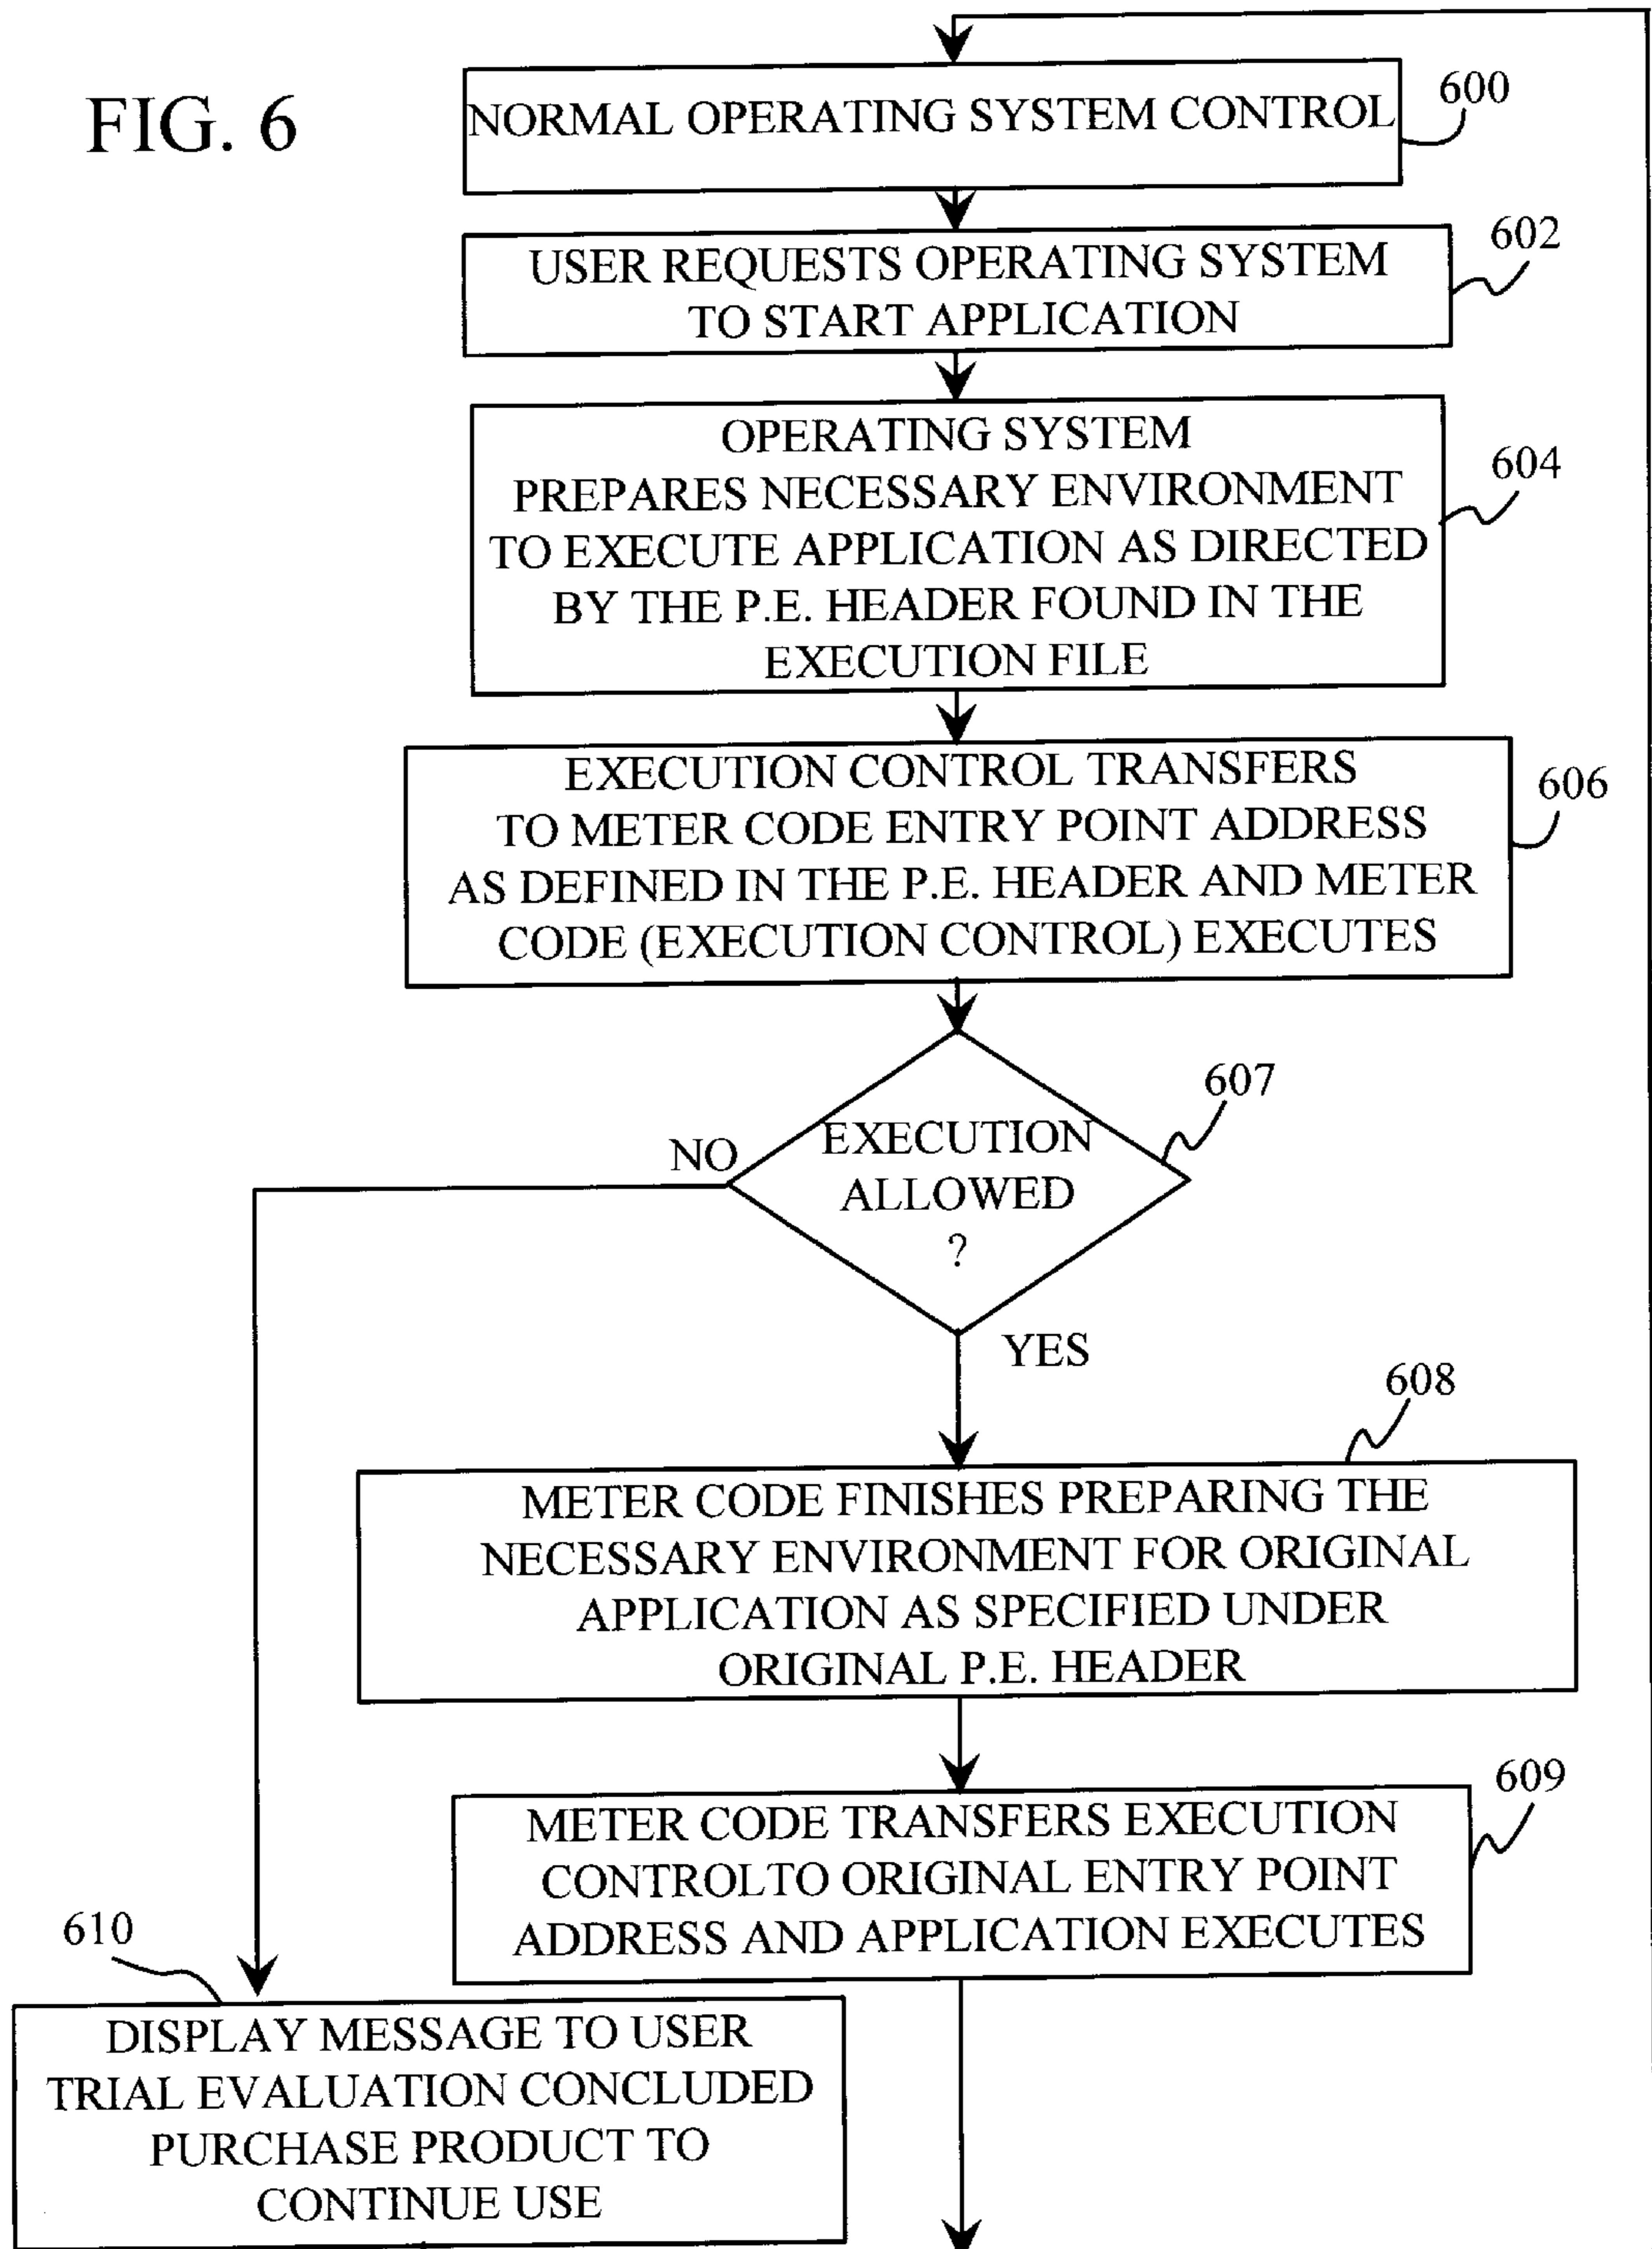 FIG. 6
NORMAL OPERATING SYSTEM CONTROL
600
USER REQUESTS OPERATING SYSTEM
TO START APPLICATION
602
OPERATING SYSTEM
PREPARES NECESSARY ENVIRONMENT
TO EXECUTE APPLICATION AS DIRECTED
BY THE P.E. HEADER FOUND IN THE
EXECUTION FILE
604
EXECUTION CONTROL TRANSFERS
TO METER CODE ENTRY POINT ADDRESS
AS DEFINED IN THE P.E. HEADER AND METER
CODE (EXECUTION CONTROL) EXECUTES
606
EXECUTION
ALLOWED
?
607
NO
YES
608
METER CODE FINISHES PREPARING THE
NECESSARY ENVIRONMENT FOR ORIGINAL
APPLICATION AS SPECIFIED UNDER
ORIGINAL P.E. HEADER
609
METER CODE TRANSFERS EXECUTION
CONTROLTO ORIGINAL ENTRY POINT
ADDRESS AND APPLICATION EXECUTES
610
DISPLAY MESSAGE TO USER
TRIAL EVALUATION CONCLUDED
PURCHASE PRODUCT TO
CONTINUE USE